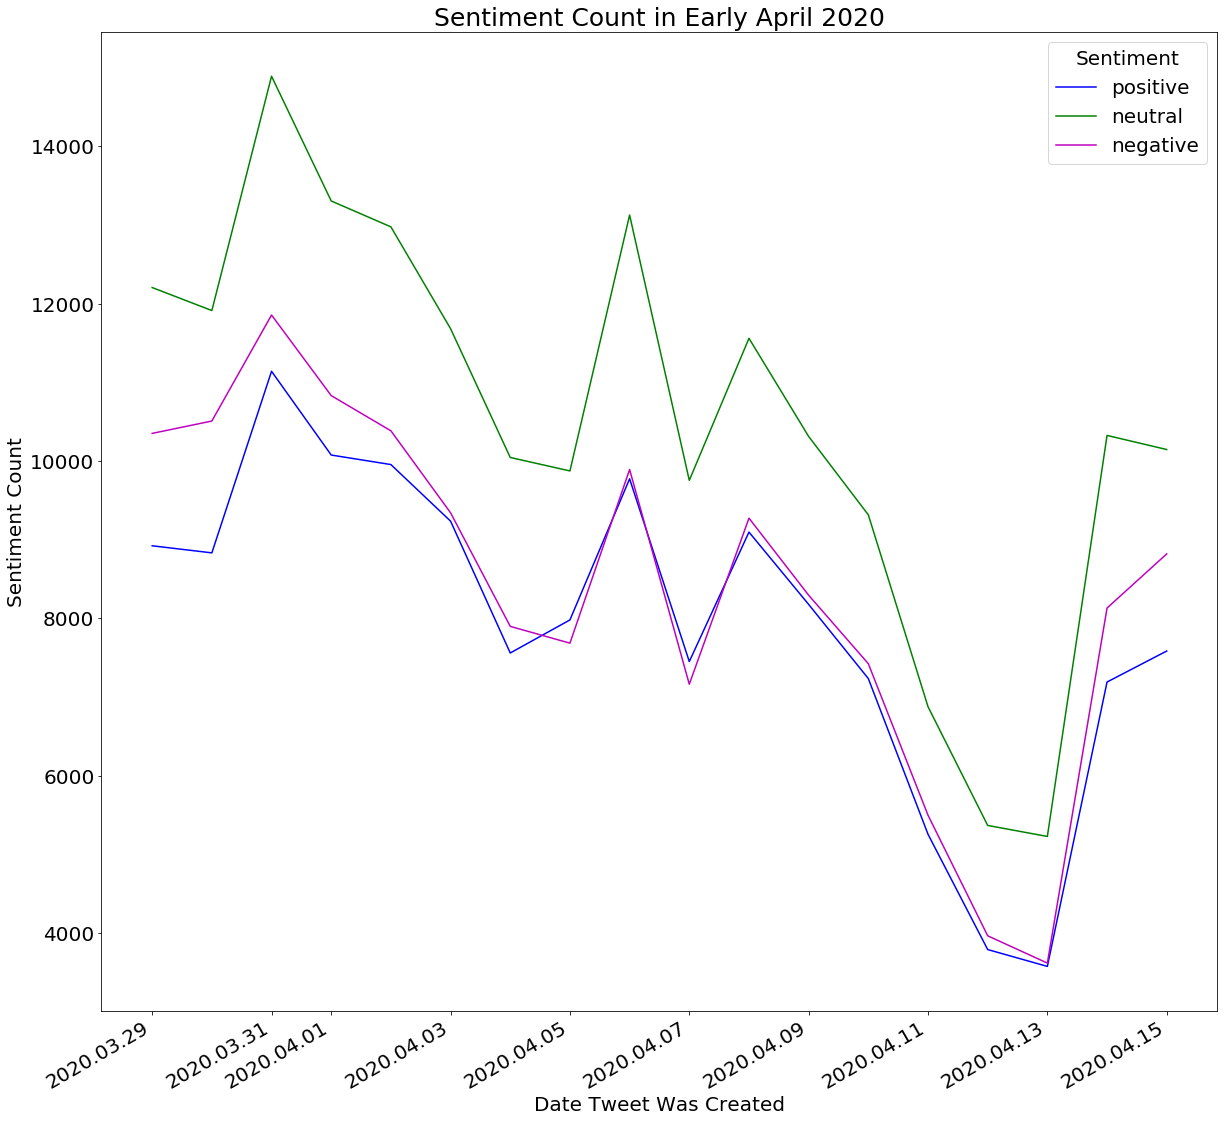 Sentiment Count in Early April 2020
Sentiment
positive
neutral
negative
14000
12000
10000
8000
6000
4000
Sentiment Count
2020.03.29
2020.03.31
2020.04.01
2020.04.03
2020.04.05
2020.04.07
2020.04.09
2020.04.11
2020.04.13
2020.04.15
Date Tweet Was Created